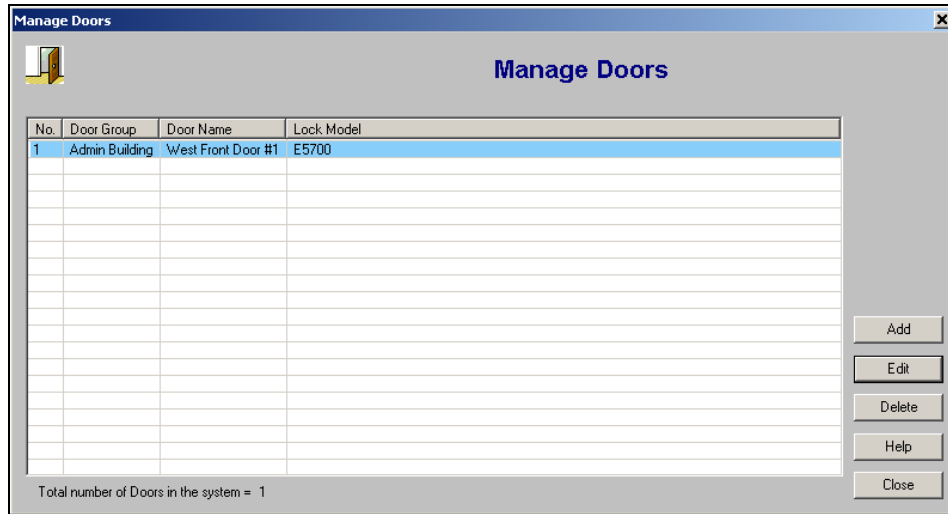 Manage Doors
Manage Doors
No. Door Group Door Name Lock Model
1 Admin Building West Front Door #1 E5700
Add
Edit
Delete
Help
Close
Total number of Doors in the system = 1